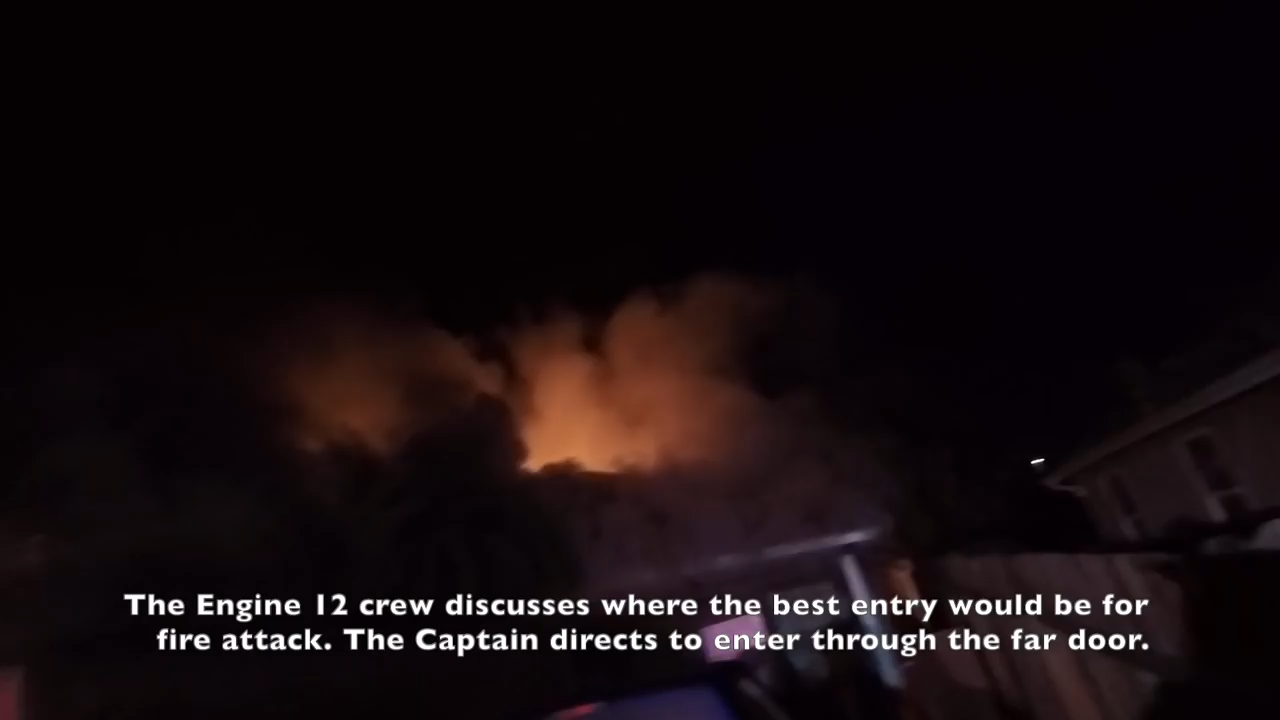 The Engine 12 crew discusses where the best entry would be for
fire attack. The Captain directs to enter through the far door.